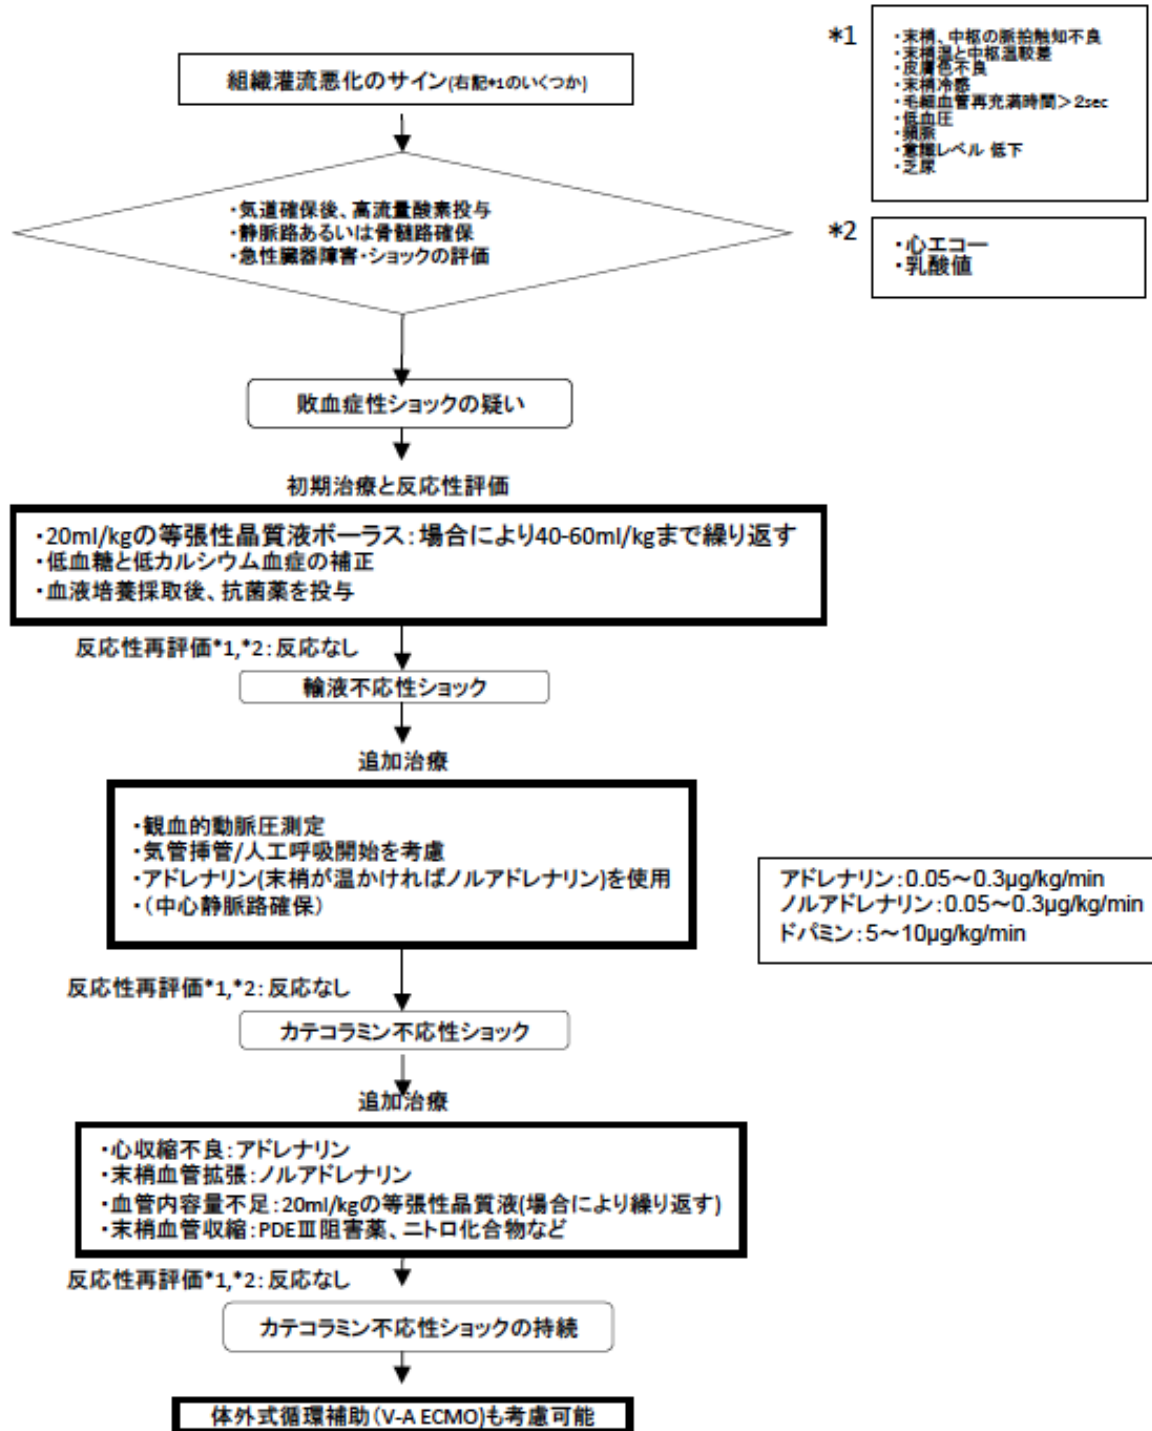 組織灌流悪化のサイン(右記*1のいくつか)
*1
・末梢、中枢の脈拍触知不良
・末梢温と中枢温較差
・皮膚色不良
・末梢冷感
・毛細血管再充満時間＞2sec
・低血圧
・頻脈
・意識レベル 低下
・乏尿
・気道確保後、高流量酸素投与
・静脈路あるいは骨髄路確保
・急性臓器障害・ショックの評価
*2
・心エコー
・乳酸値
敗血症性ショックの疑い
初期治療と反応性評価
・20ml/kgの等張性晶質液ボーラス：場合により40-60ml/kgまで繰り返す
・低血糖と低カルシウム血症の補正
・血液培養採取後、抗菌薬を投与
反応性再評価*1,*2：反応なし
輸液不応性ショック
追加治療
・観血的動脈圧測定
・気管挿管/人工呼吸開始を考慮
・アドレナリン(末梢が温かければノルアドレナリン)を使用
・（中心静脈路確保）
アドレナリン：0.05～0.3μg/kg/min
ノルアドレナリン：0.05～0.3μg/kg/min
ドパミン：5～10μg/kg/min
反応性再評価*1,*2：反応なし
カテコラミン不応性ショック
追加治療
・心収縮不良：アドレナリン
・末梢血管拡張：ノルアドレナリン
・血管内容量不足：20ml/kgの等張性晶質液(場合により繰り返す)
・末梢血管収縮：PDEⅢ阻害薬、ニトロ化合物など
反応性再評価*1,*2：反応なし
カテコラミン不応性ショックの持続
体外式循環補助（V-A ECMO)も考慮可能